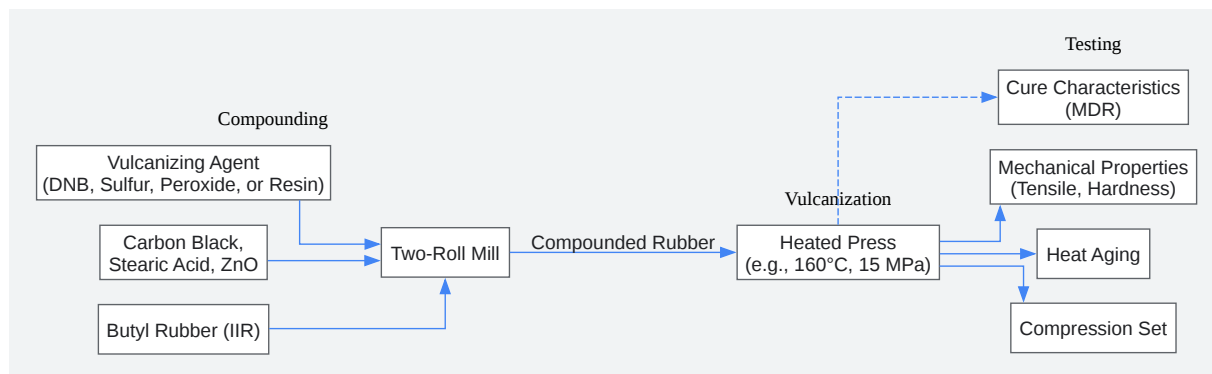 Testing
Cure Characteristics
(MDR)
Compounding
Vulcanizing Agent
(DNB, Sulfur, Peroxide, or Resin)
Mechanical Properties
(Tensile, Hardness)
Vulcanization
Carbon Black,
Stearic Acid, ZnO
Two-Roll Mill
Compounded Rubber
Heated Press
(e.g., 160°C, 15 MPa)
Heat Aging
Butyl Rubber (IIR)
Compression Set